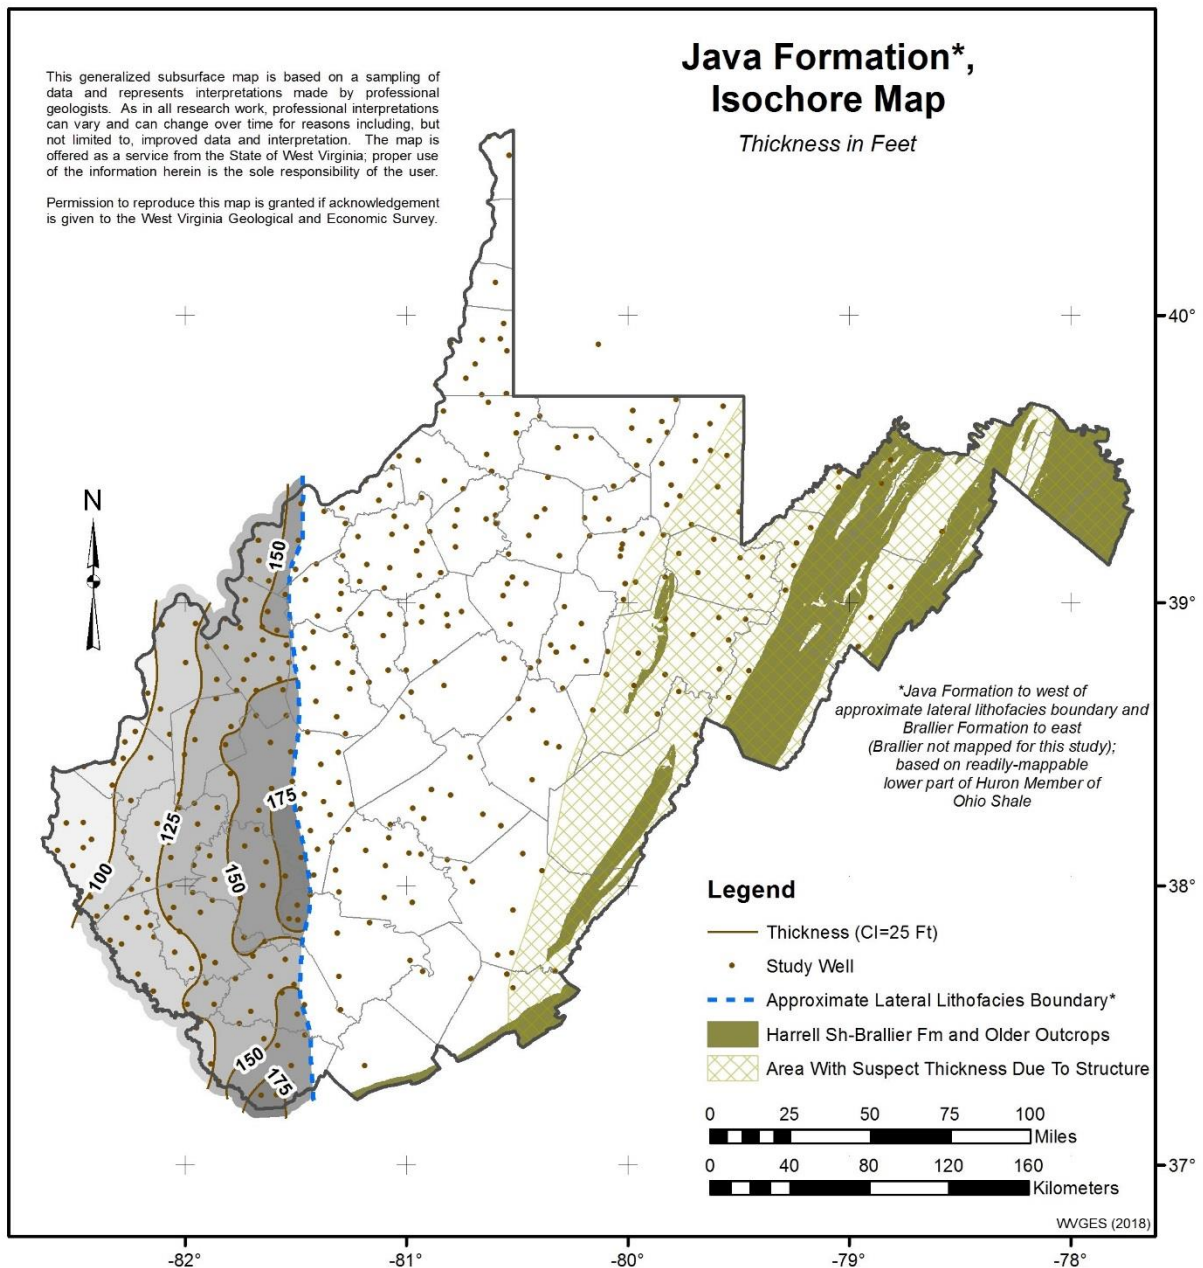 Java Formation*,
Isochore Map
Thickness in Feet
This generalized subsurface map is based on a sampling of
data and represents interpretations made by professional
geologists. As in all research work, professional interpretations
can vary and can change over time for reasons including, but
not limited to, improved data and interpretation. The map is
offered as a service from the State of West Virginia; proper use
of the information herein is the sole responsibility of the user.
Permission to reproduce this map is granted if acknowledgement
is given to the West Virginia Geological and Economic Survey.
40°
N
150
39°
*Java Formation to west of
approximate lateral lithofacies boundary and
Brallier Formation to east
(Brallier not mapped for this study);
based on readily-mappable
lower part of Huron Member of
Ohio Shale
175
125
100
150
38°
Legend
Thickness (CI=25 Ft)
Study Well
Approximate Lateral Lithofacies Boundary*
Harrell Sh-Brallier Fm and Older Outcrops
Area With Suspect Thickness Due To Structure
150
175
0 25 50 75 100
Miles
0 40 80 120 160
Kilometers
37°
WVGES (2018)
-82° -81° -80° -79° -78°